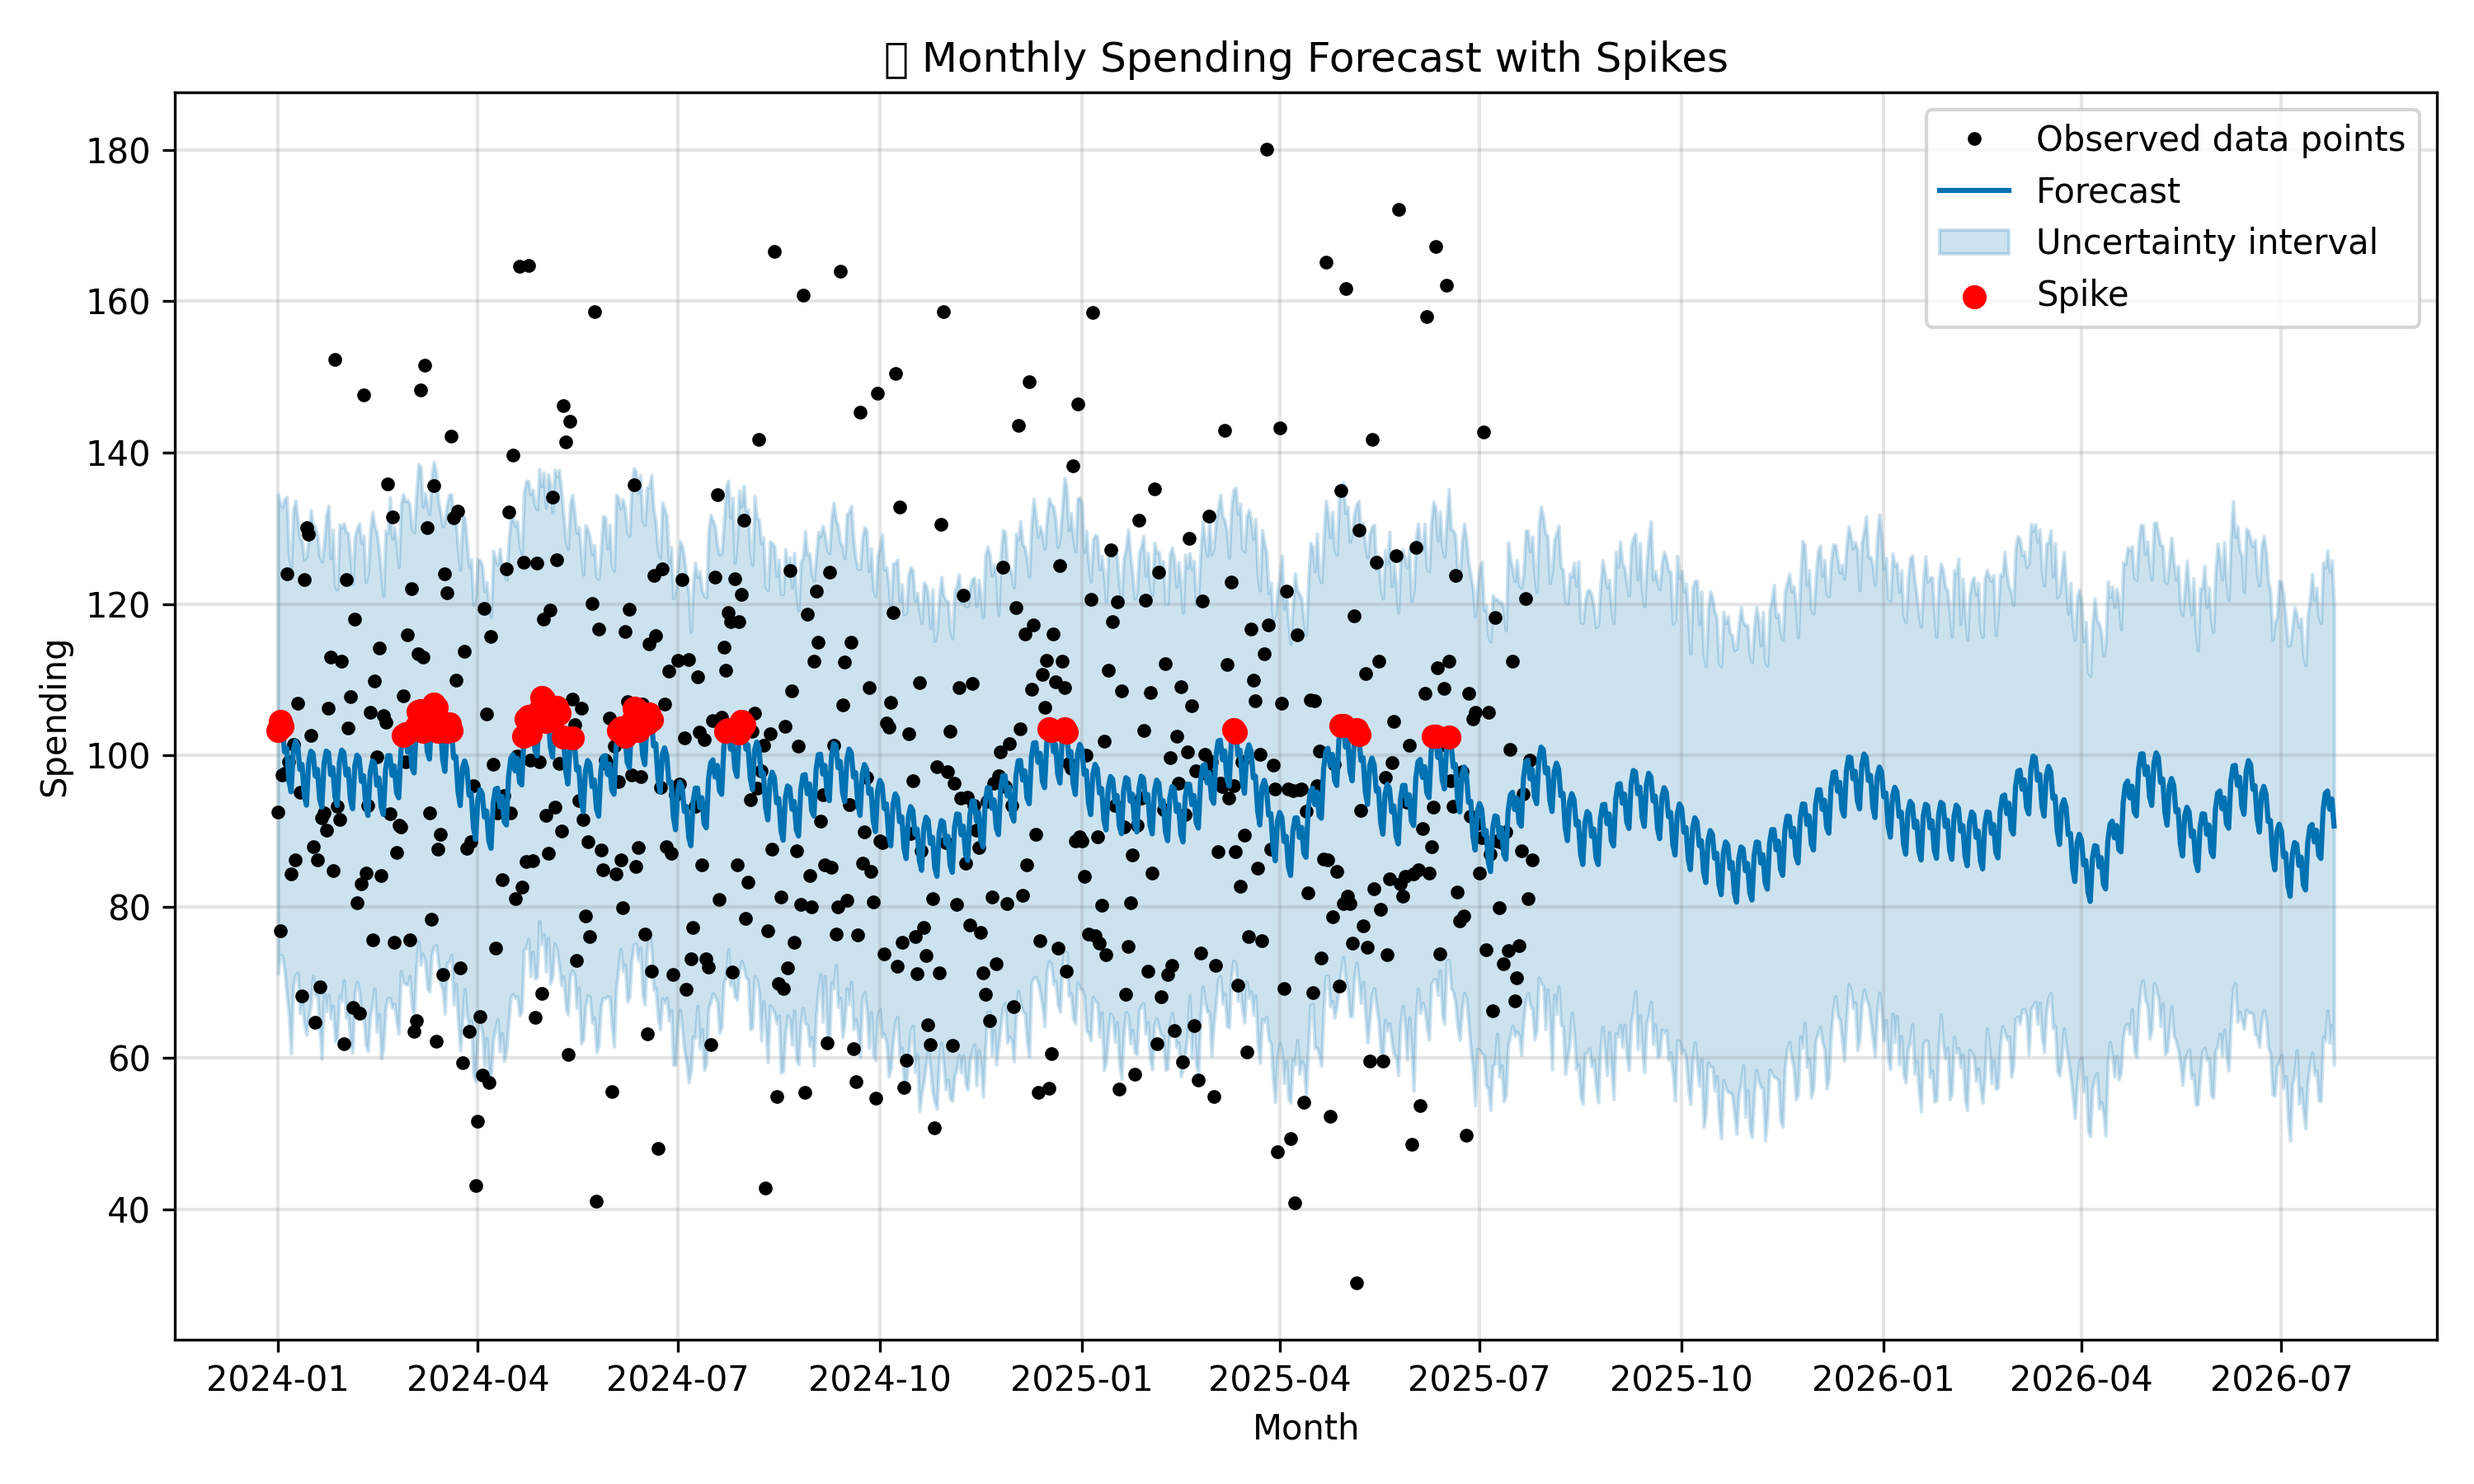 Monthly Spending Forecast with Spikes
Observed data points
Forecast
Uncertainty interval
Spike
Spending
180
160
140
120
100
80
60
40
2024-01 2024-04 2024-07 2024-10 2025-01 2025-04 2025-07 2025-10 2026-01 2026-04 2026-07
Month